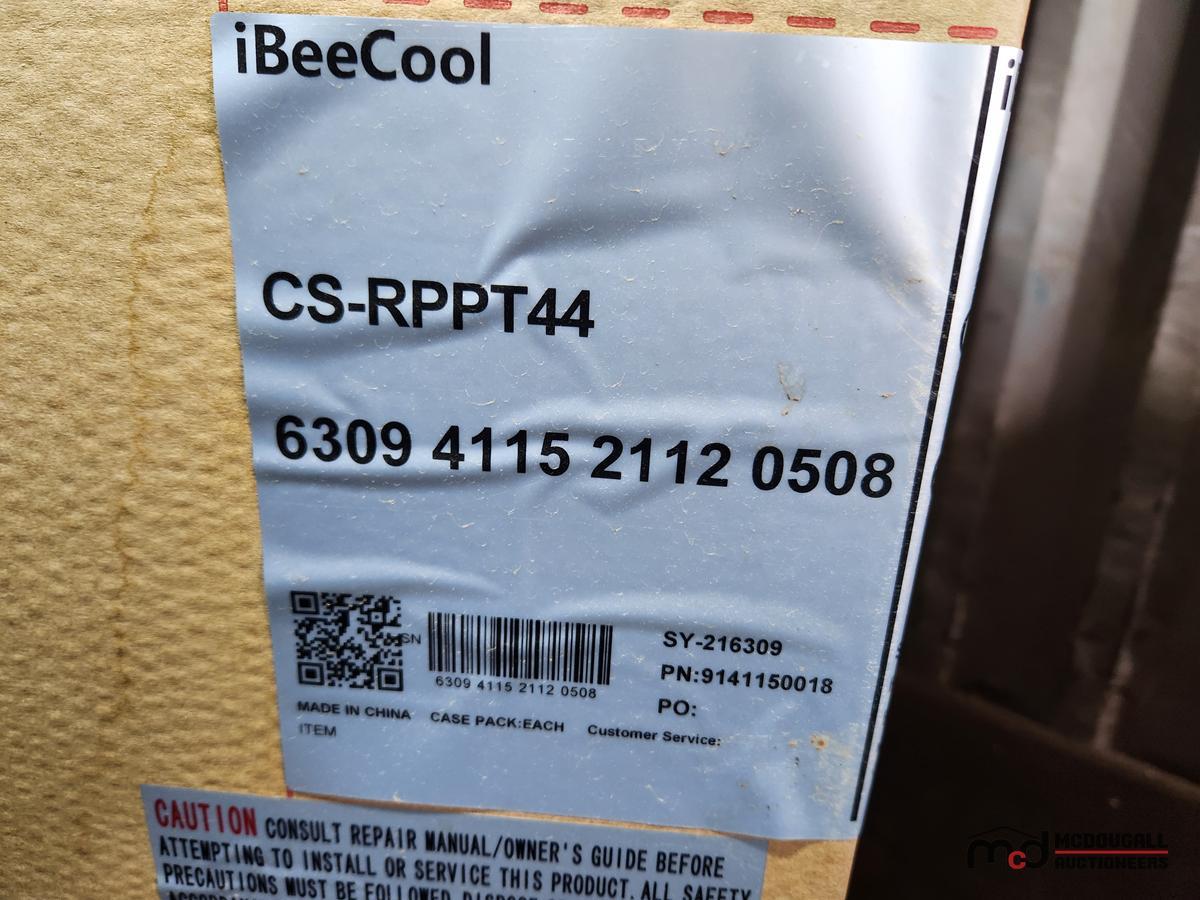 iBeeCool
i
CS-RPPT44
6309 4115 2112 0508
SN
6309 4115 2112 0508
SY-216309
PN:9141150018
PO:
MADE IN CHINA
CASE PACK:EACH
Customer Service:
ITEM
CAUTION CONSULT REPAIR MANUAL/OWNER'S GUIDE BEFORE
ATTEMPTING TO INSTALL OR SERVICE THIS PRODUCT. ALL SAFETY
PRECAUTIONS MUST BE FOLLOWED.
mcd MCDOUGALL
AUCTIONEERS